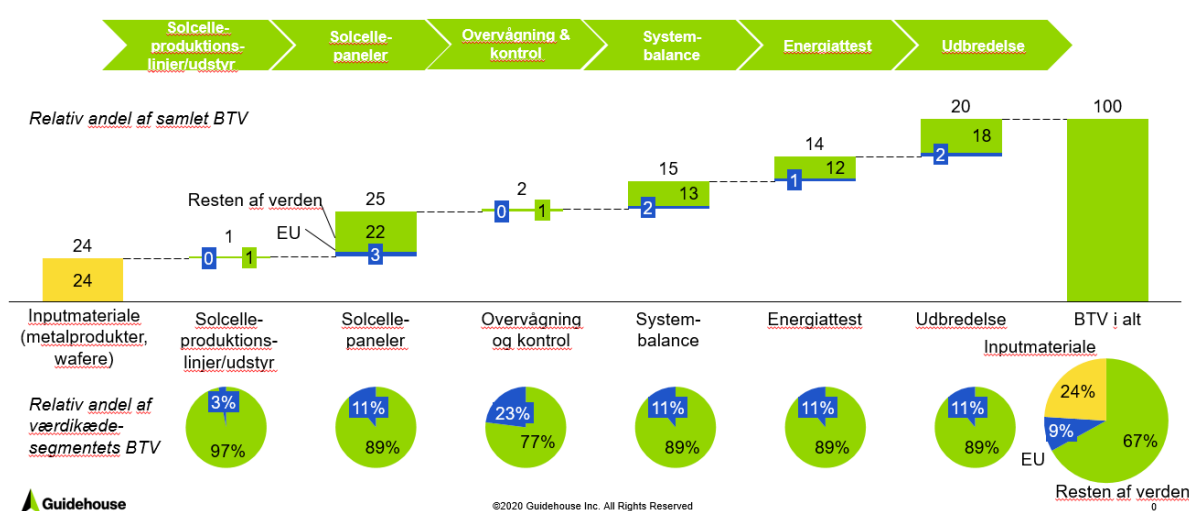 Solcelle-
produktions-
linjer/udstyr
Solcelle-
paneler
Overvågning &
kontrol
System-
balance
Energiattest
Udbredelse
Relativ andel af samlet BTV
24
24
1
0
1
Resten af verden
EU
25
22
3
2
0
1
15
13
2
14
12
1
20
18
2
100
Inputmateriale
(metalprodukter,
wafere)
Solcelle-
produktions-
linjer/udstyr
Solcelle-
paneler
Overvågning
og kontrol
System-
balance
Energiattest
Udbredelse
BTV i alt
Relativ andel af
værdikæde-
segmentets BTV
3%
97%
11%
89%
23%
77%
11%
89%
11%
89%
11%
89%
Inputmateriale
24%
9%
67%
EU
Resten af verden
Guidehouse
©2020 Guidehouse Inc. All Rights Reserved
0